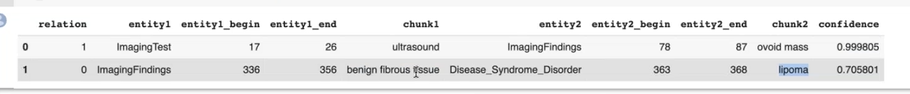 relation entity1 entity1_begin entity1_end chunk1 entity2 entity2_begin entity2_end chunk2 confidence
0 1 ImagingTest 17 26 ultrasound ImagingFindings 78 87 ovoid mass 0.999805
1 0 ImagingFindings 336 356 benign fibrous tissue Disease_Syndrome_Disorder 363 368 lipoma 0.705801